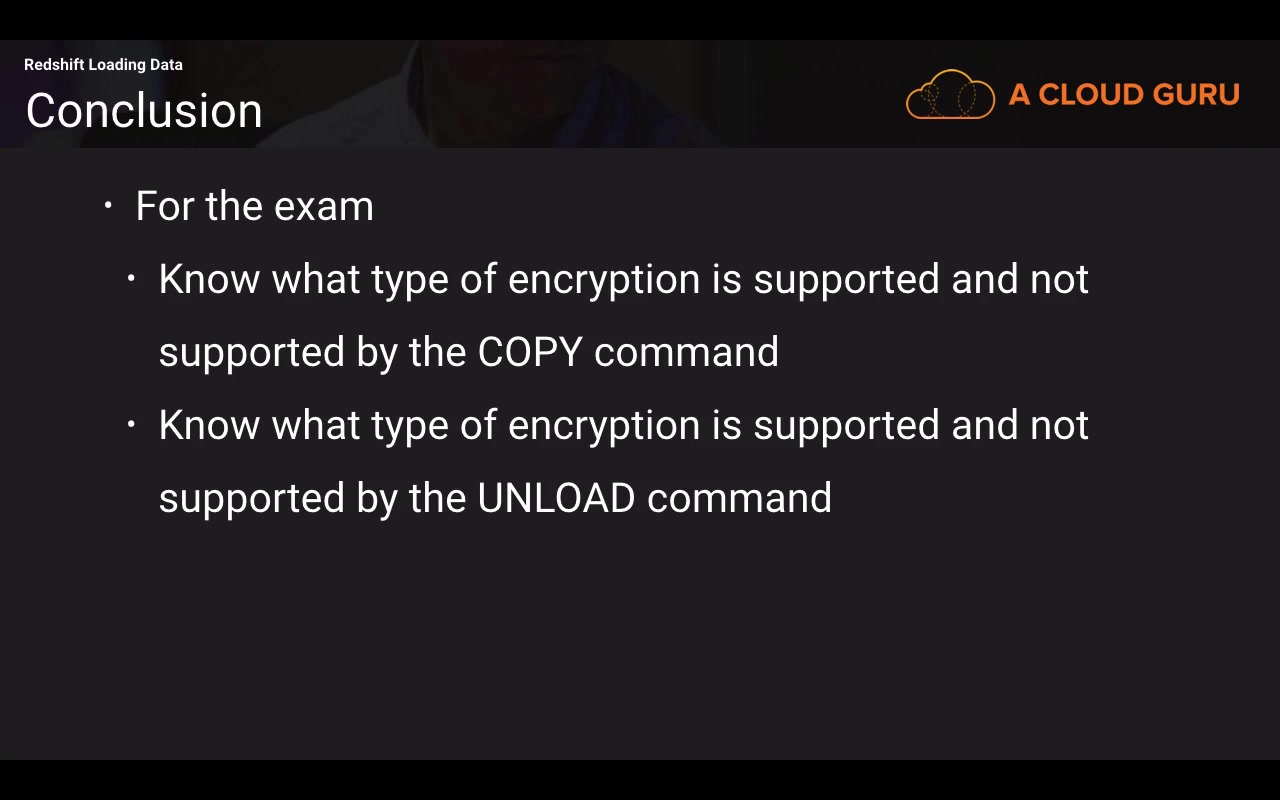 Redshift Loading Data
Conclusion
A CLOUD GURU
• For the exam
• Know what type of encryption is supported and not
supported by the COPY command
• Know what type of encryption is supported and not
supported by the UNLOAD command